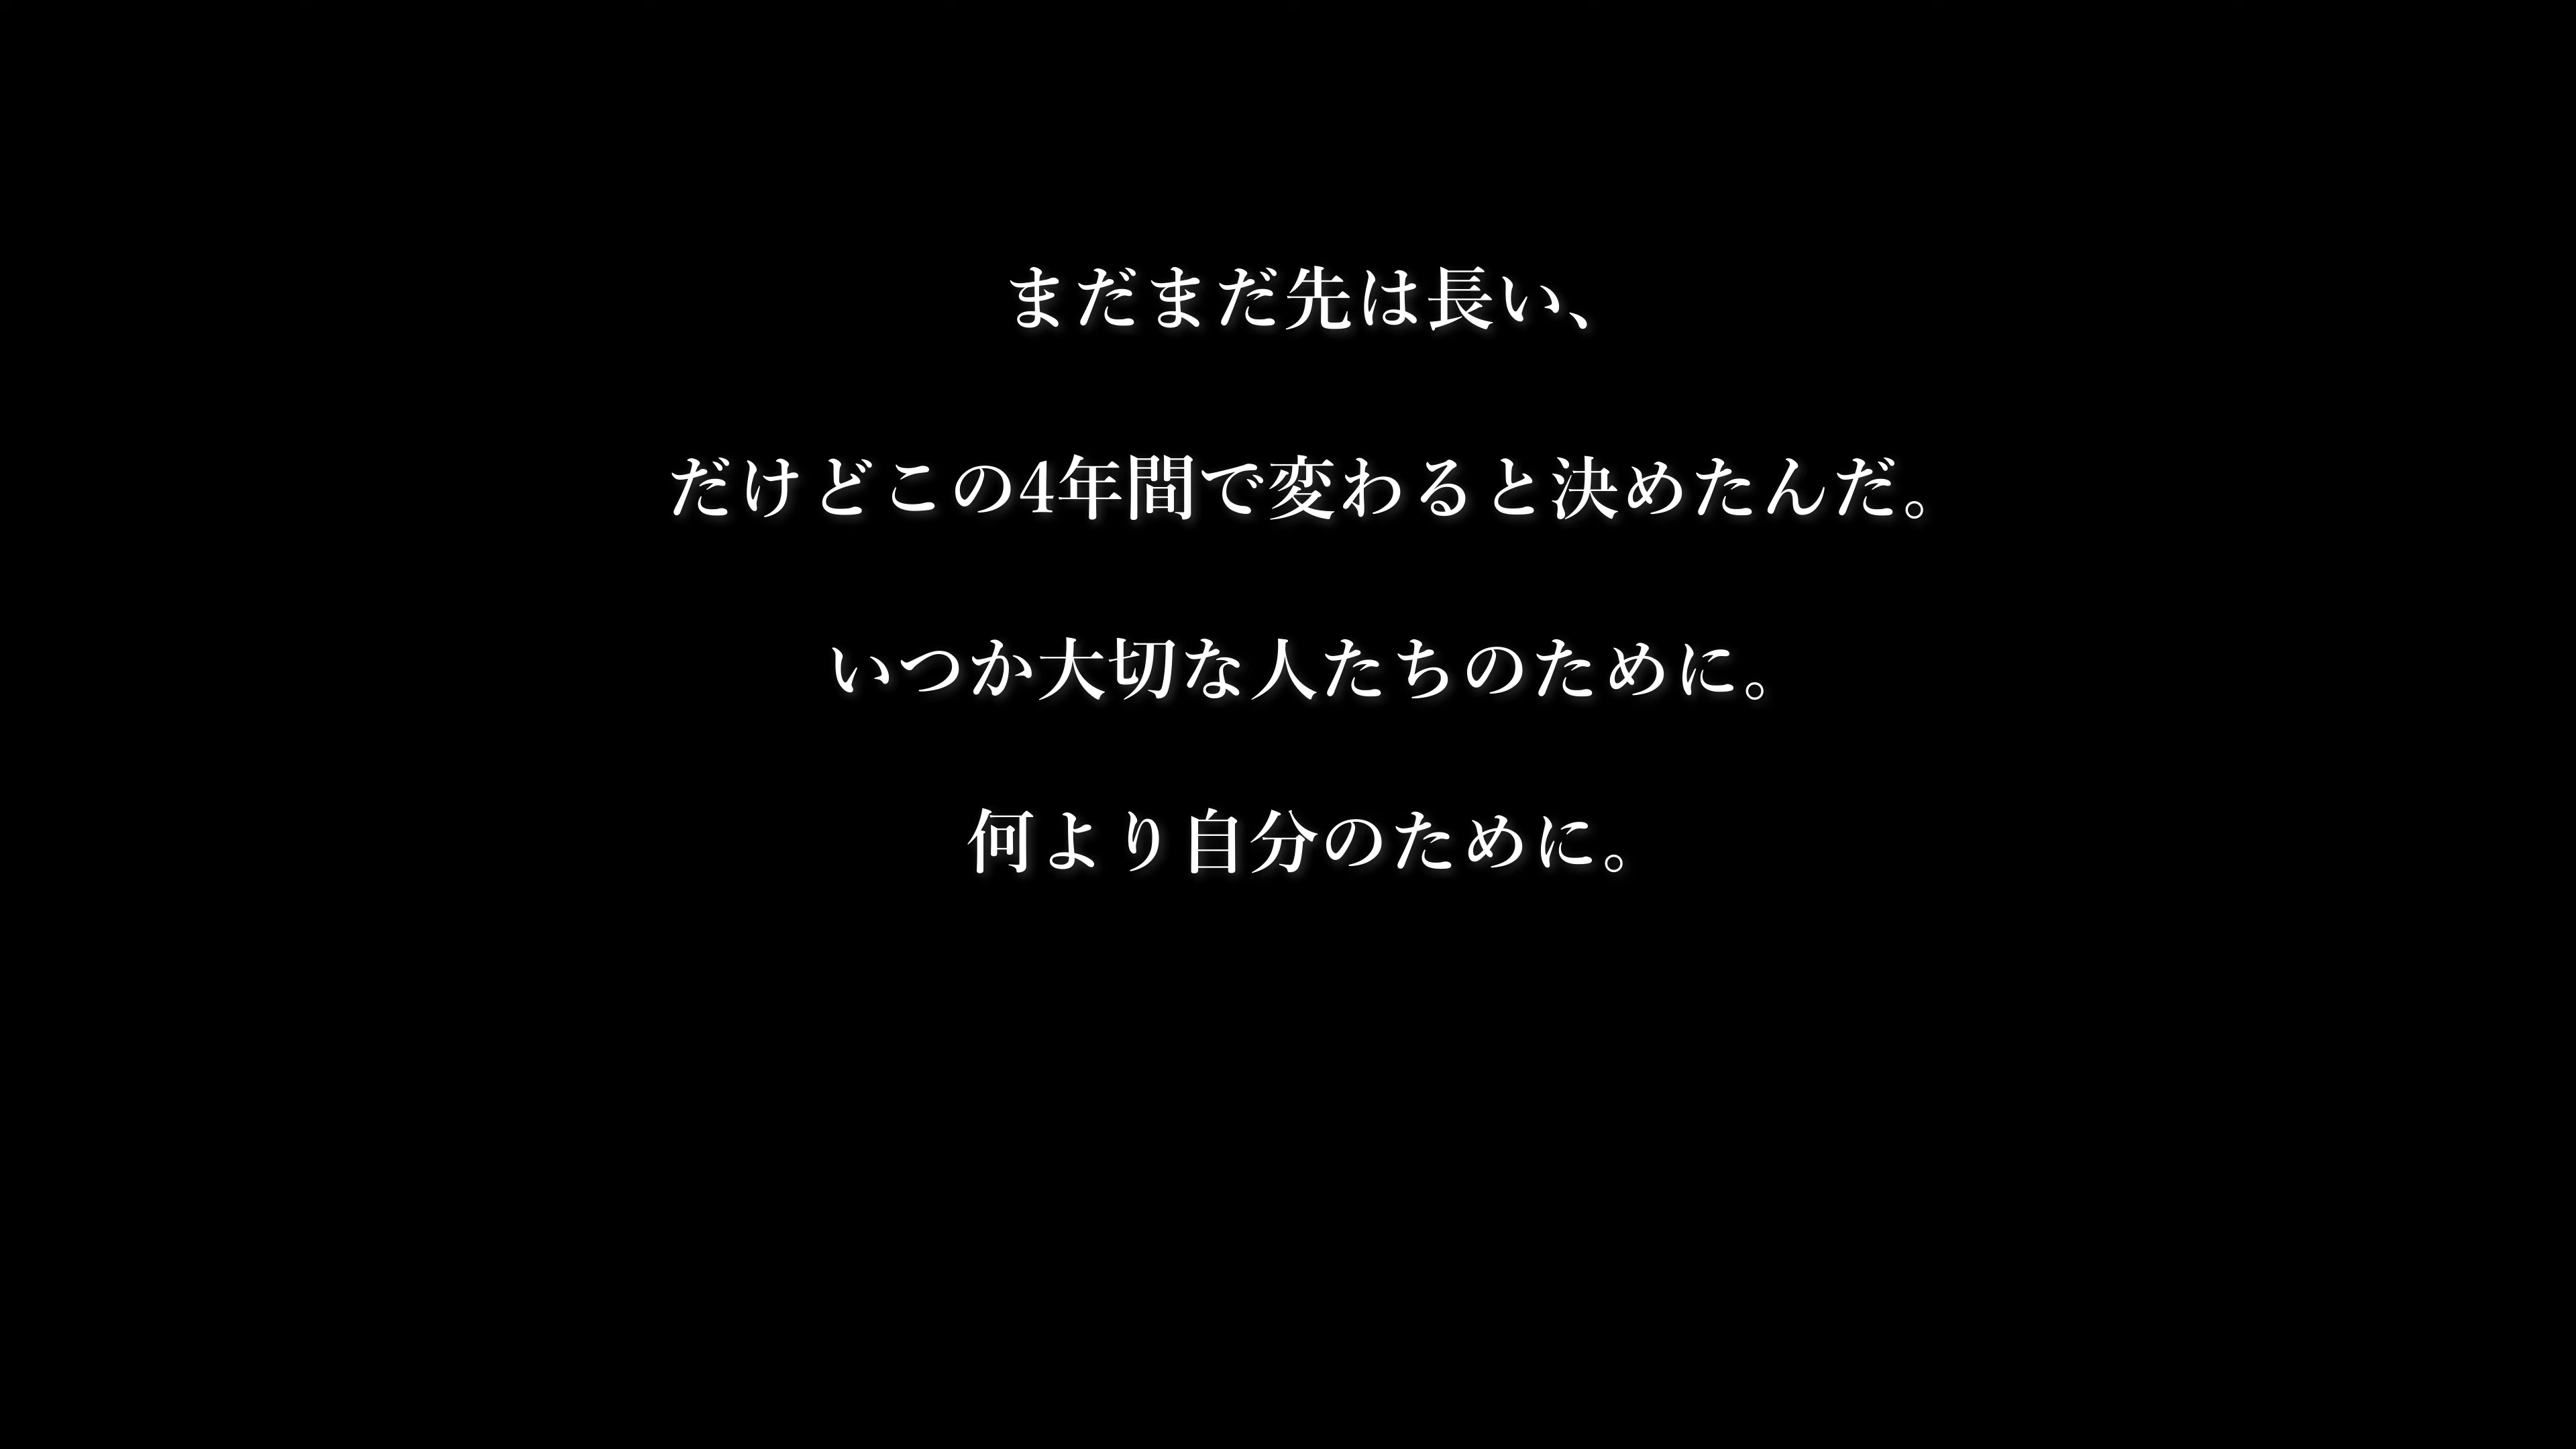 まだまだ先は長い、
だけどこの4年間で変わると決めたんだ。
いつか大切な人たちのために。
何より自分のために。